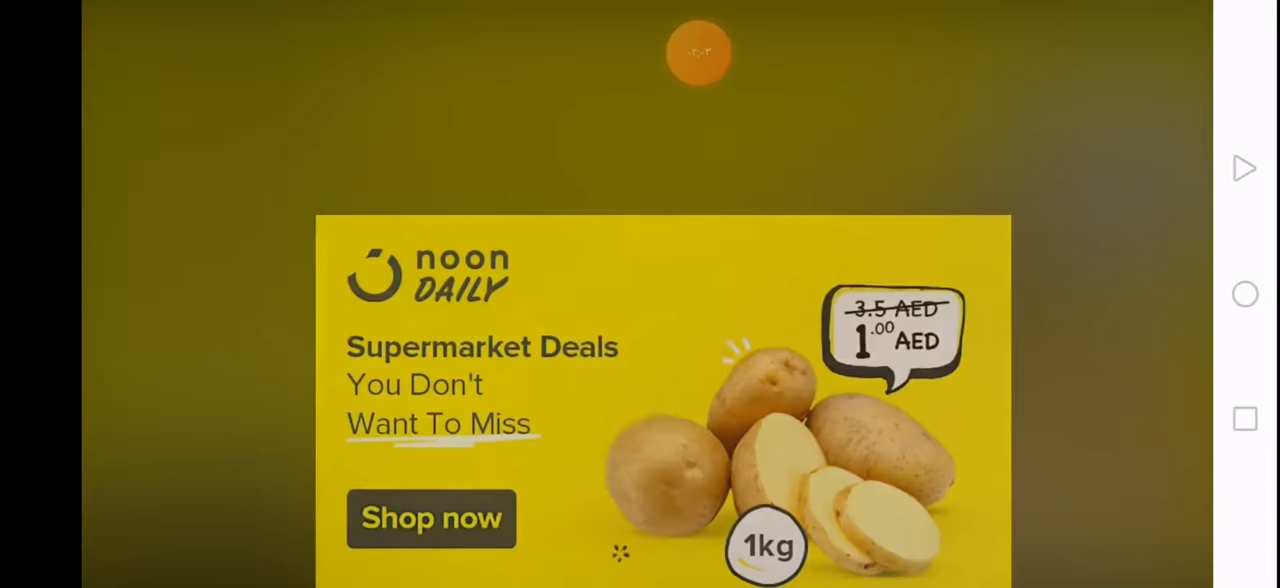 noon
DAILY
3.5 AED
1.00 AED
Supermarket Deals
You Don't
Want To Miss
Shop now
1kg